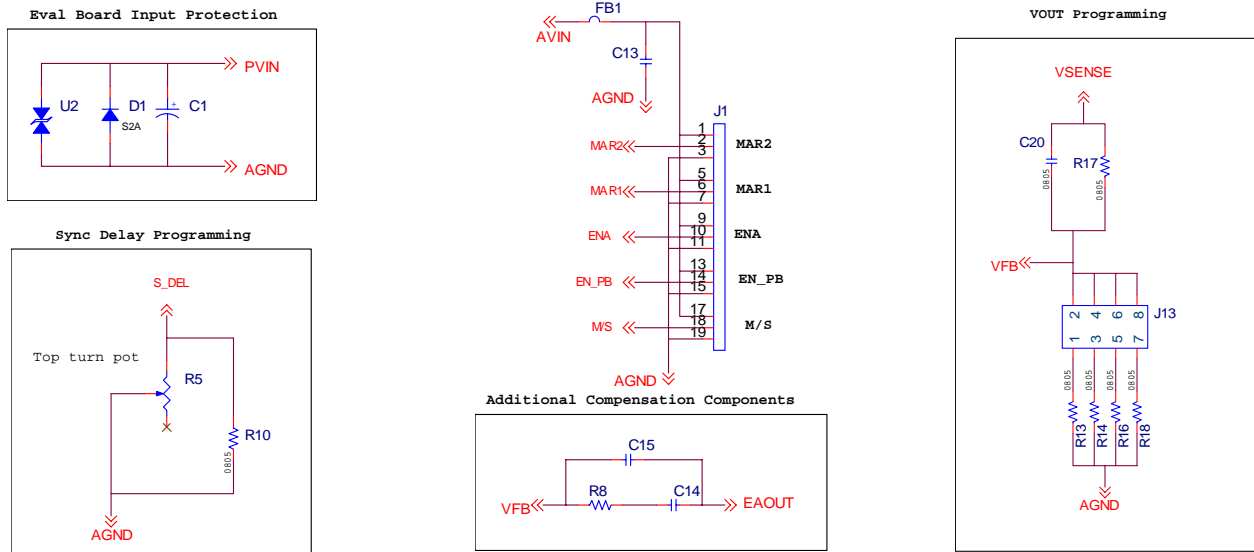 Eval Board Input Protection
PVIN
U2
D1
C1
S2A
+
AGND
Sync Delay Programming
S_DEL
Top turn pot
R5
R10
0805
AGND
FB1
AVIN
C13
AGND
J1
1
MAR2
2
MAR2
3
5
MAR1
6
MAR1
7
9
ENA
10
ENA
11
13
EN_PB
14
EN_PB
15
17
M/S
18
M/S
19
AGND
Additional Compensation Components
C15
R8
C14
VFB
EAOUT
VOUT Programming
VSENSE
C20
R17
0805
0805
VFB
2
4
6
8
J13
1
3
5
7
0805
0805
0805
0805
R13
R14
R16
R18
AGND